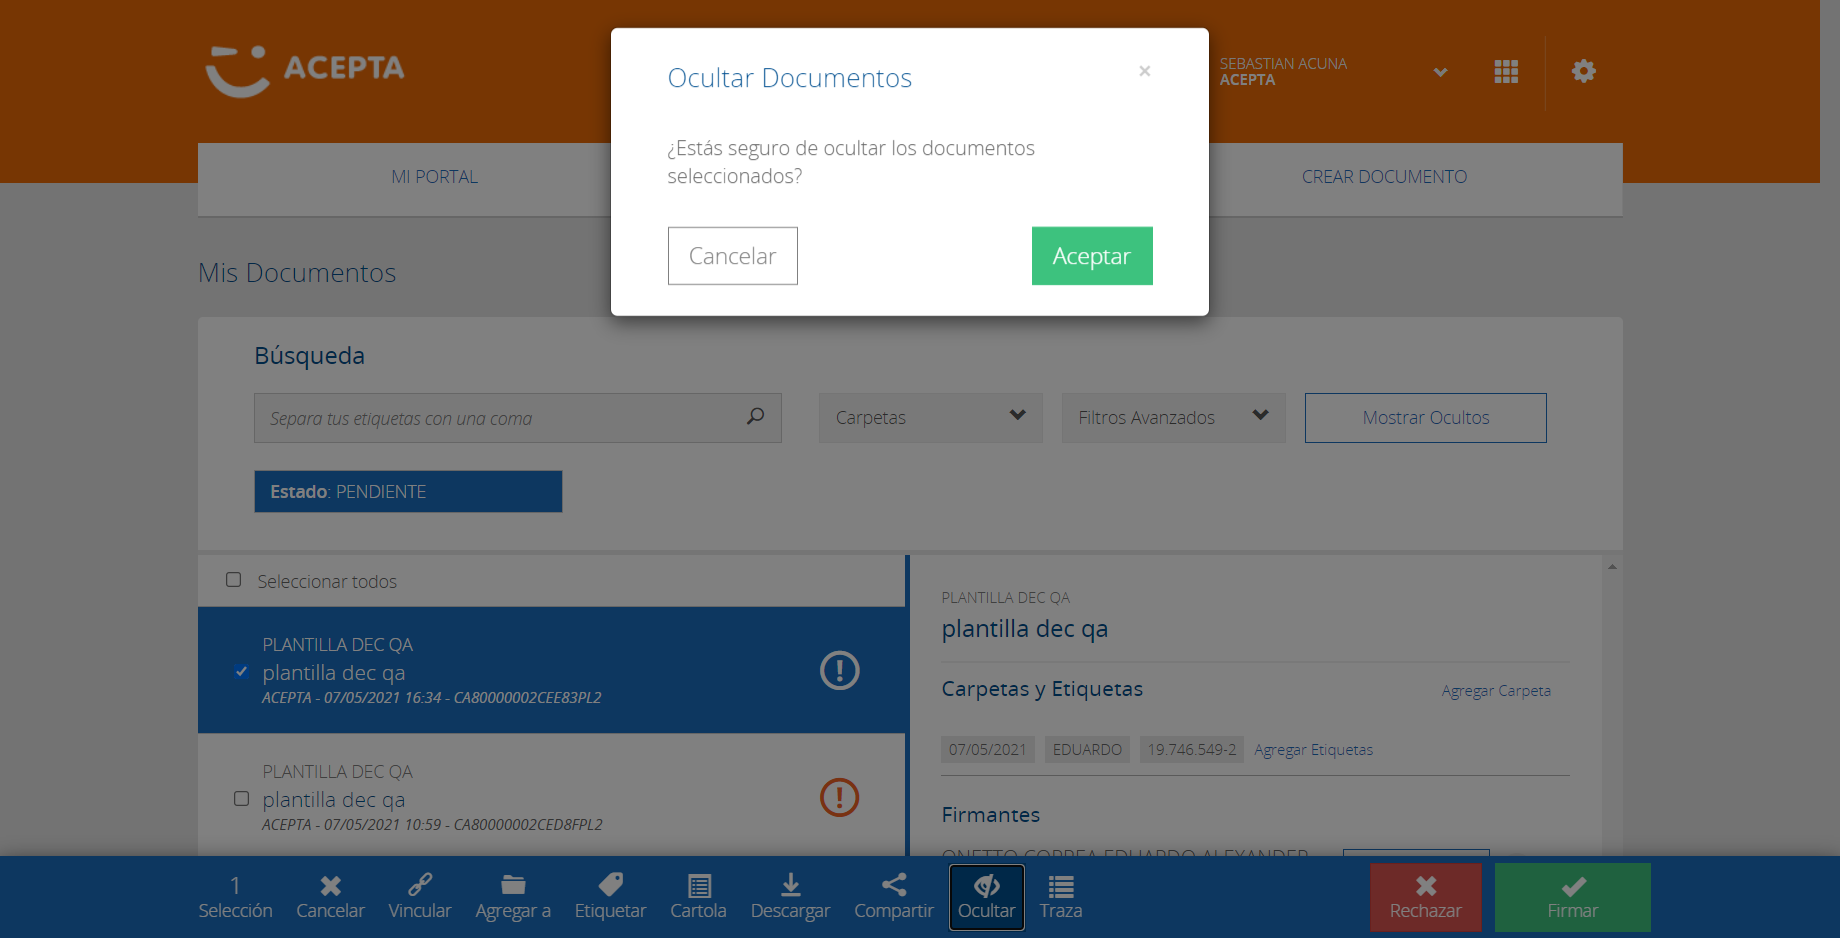 ACEPTA
SEBASTIAN ACUNA
ACEPTA
Ocultar Documentos
×
¿Estás seguro de ocultar los documentos
seleccionados?
Cancelar
Aceptar
MI PORTAL
CREAR DOCUMENTO
Mis Documentos
Búsqueda
Separa tus etiquetas con una coma
Carpetas
Filtros Avanzados
Mostrar Ocultos
Estado: PENDIENTE
Seleccionar todos
PLANTILLA DEC QA
plantilla dec qa
ACEPTA - 07/05/2021 16:34 - CA80000002CEE83PL2
PLANTILLA DEC QA
plantilla dec qa
ACEPTA - 07/05/2021 10:59 - CA80000002CED8FPL2
PLANTILLA DEC QA
plantilla dec qa
Carpetas y Etiquetas
Agregar Carpeta
07/05/2021
EDUARDO
19.746.549-2
Agregar Etiquetas
Firmantes
ONETTO CORREA EDUARDO ALEXANDER
1
Selección
Cancelar
Vincular
Agregar a
Etiquetar
Cartola
Descargar
Compartir
Ocultar
Traza
Rechazar
Firmar